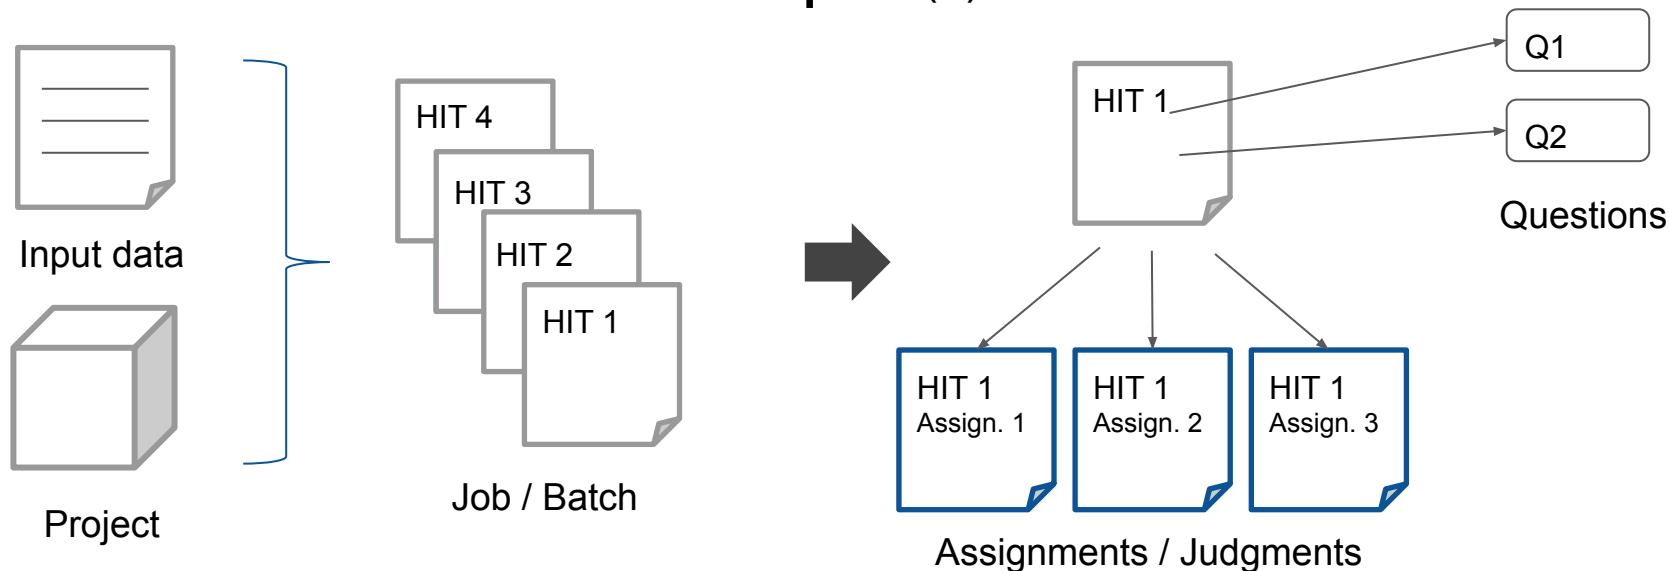 Input data
Project
HIT 4
HIT 3
HIT 2
HIT 1
Job / Batch
HIT 1
Q1
Q2
Questions
HIT 1
Assign. 1
HIT 1
Assign. 2
HIT 1
Assign. 3
Assignments / Judgments